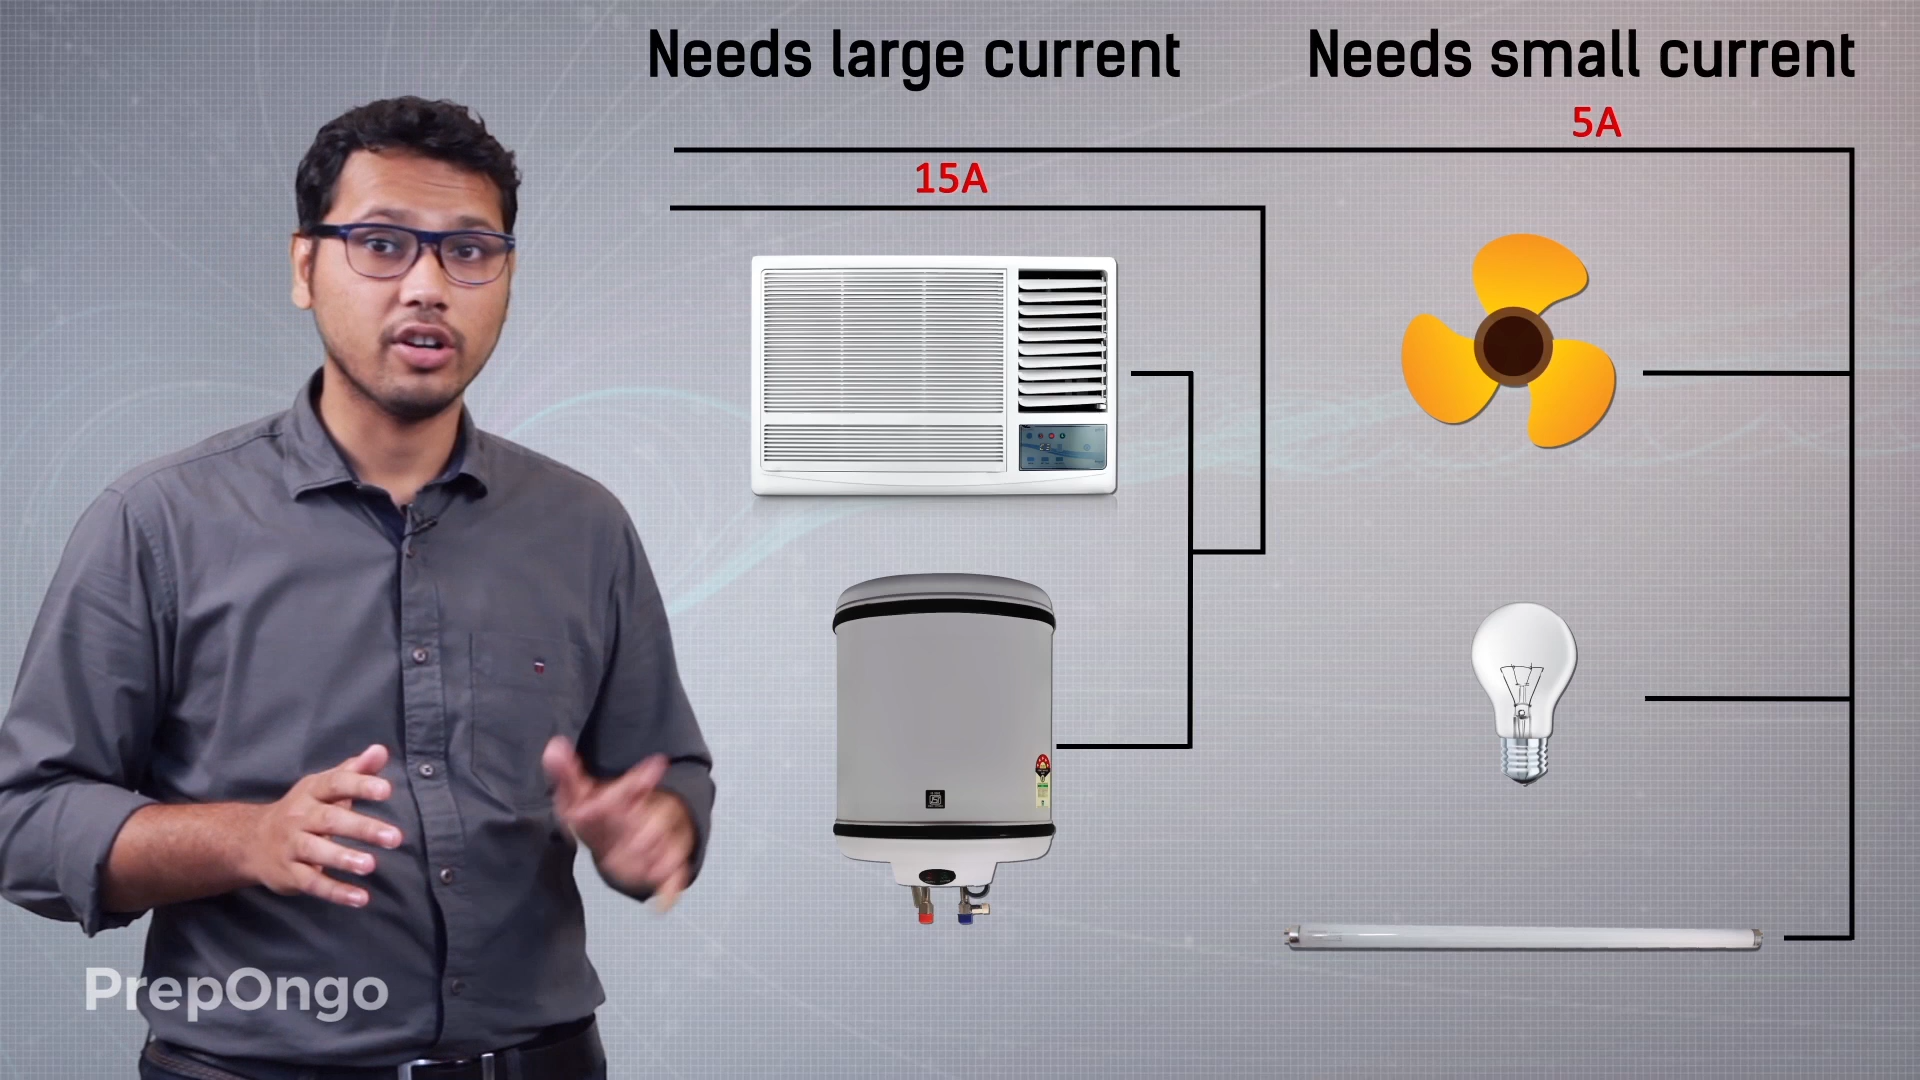 Needs large current
Needs small current
5A
15A
PrepOngo